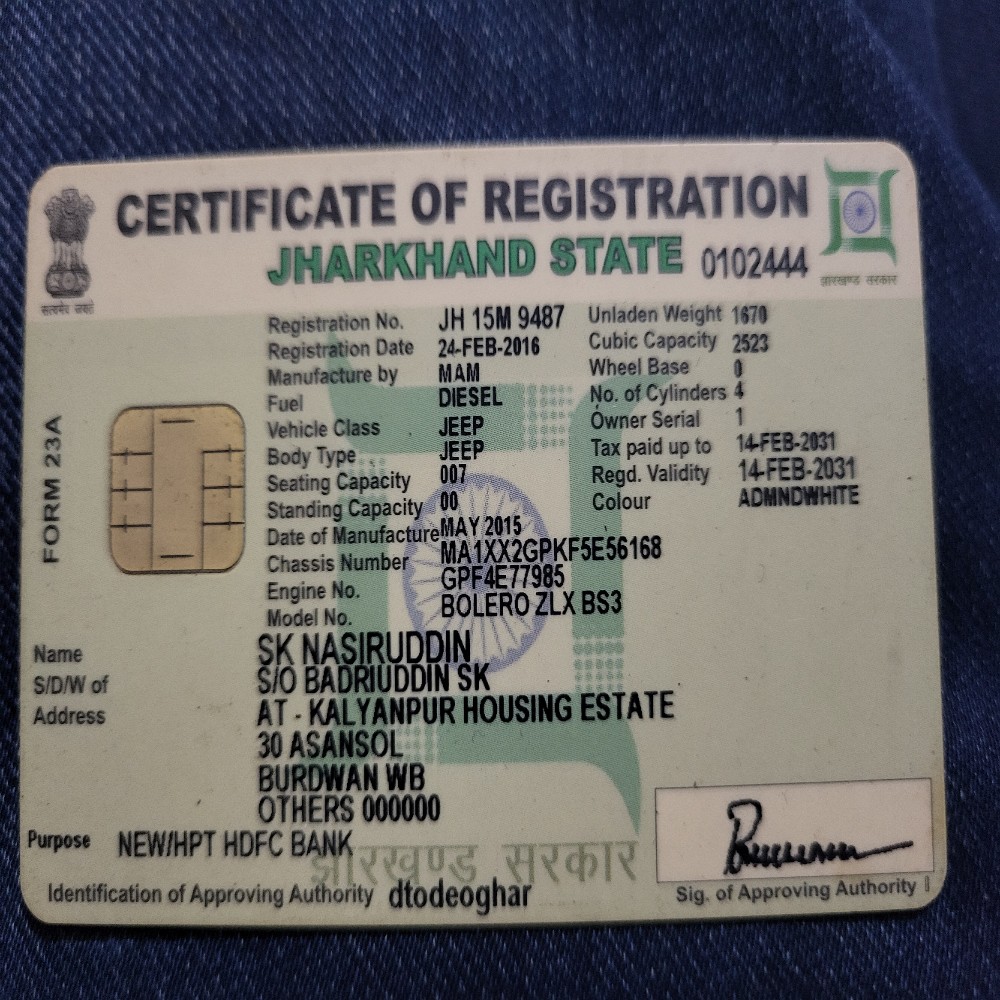 CERTIFICATE OF REGISTRATION
JHARKHAND STATE 0102444
सत्यमेव जयते
झारखण्ड सरकार
Registration No. JH 15M 9487 Unladen Weight 1670
Registration Date 24-FEB-2016 Cubic Capacity 2523
Manufacture by MAM Wheel Base 0
Fuel DIESEL No. of Cylinders 4
Vehicle Class JEEP Owner Serial 1
Body Type JEEP Tax paid up to 14-FEB-2031
Seating Capacity 007 Regd. Validity 14-FEB-2031
Standing Capacity 00 Colour ADMNDWHITE
Date of Manufacture MAY 2015
Chassis Number MA1XX2GPKF5E56168
Engine No. GPF4E77985
Model No. BOLERO ZLX BS3
FORM 23A
Name SK NASIRUDDIN
S/D/W of S/O BADRIUDDIN SK
Address AT - KALYANPUR HOUSING ESTATE
30 ASANSOL
BURDWAN WB
OTHERS 000000
Purpose NEW/HPT HDFC BANK
झारखण्ड सरकार
Identification of Approving Authority dtodeoghar
Sig. of Approving Authority